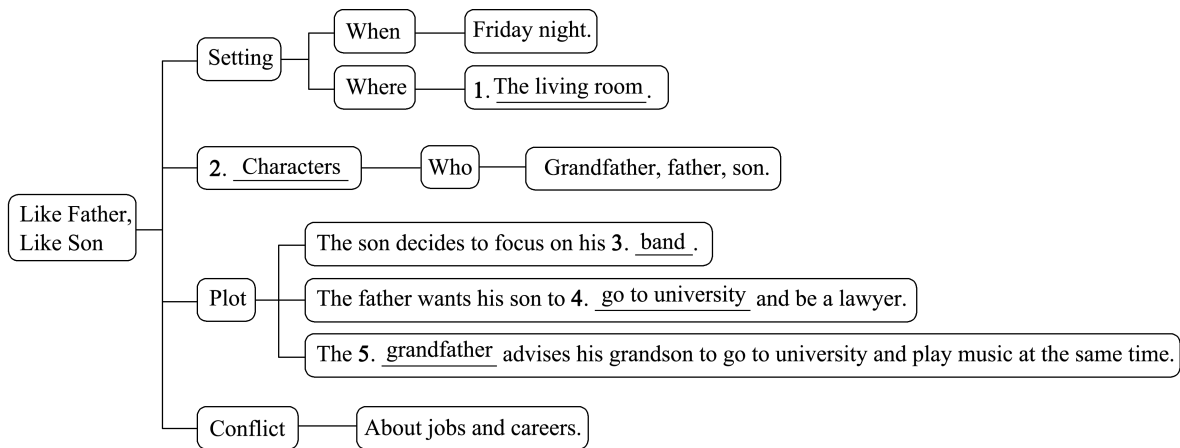 Like Father,
Like Son
Setting
When
Friday night.
Where
1. The living room.
2. Characters
Who
Grandfather, father, son.
Plot
The son decides to focus on his 3. band.
The father wants his son to 4. go to university and be a lawyer.
The 5. grandfather advises his grandson to go to university and play music at the same time.
Conflict
About jobs and careers.